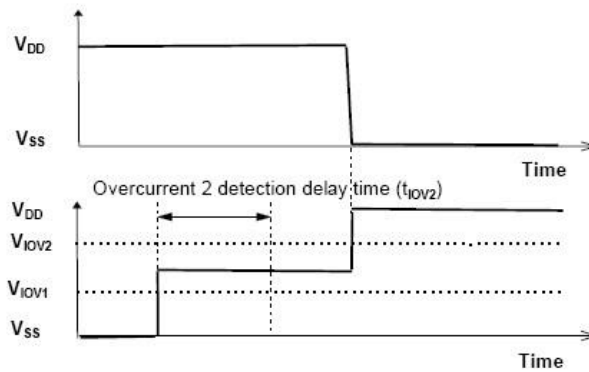 VDD
VSS
Time
Overcurrent 2 detection delay time (tIOV2)
VDD
VIOV2
VIOV1
VSS
Time